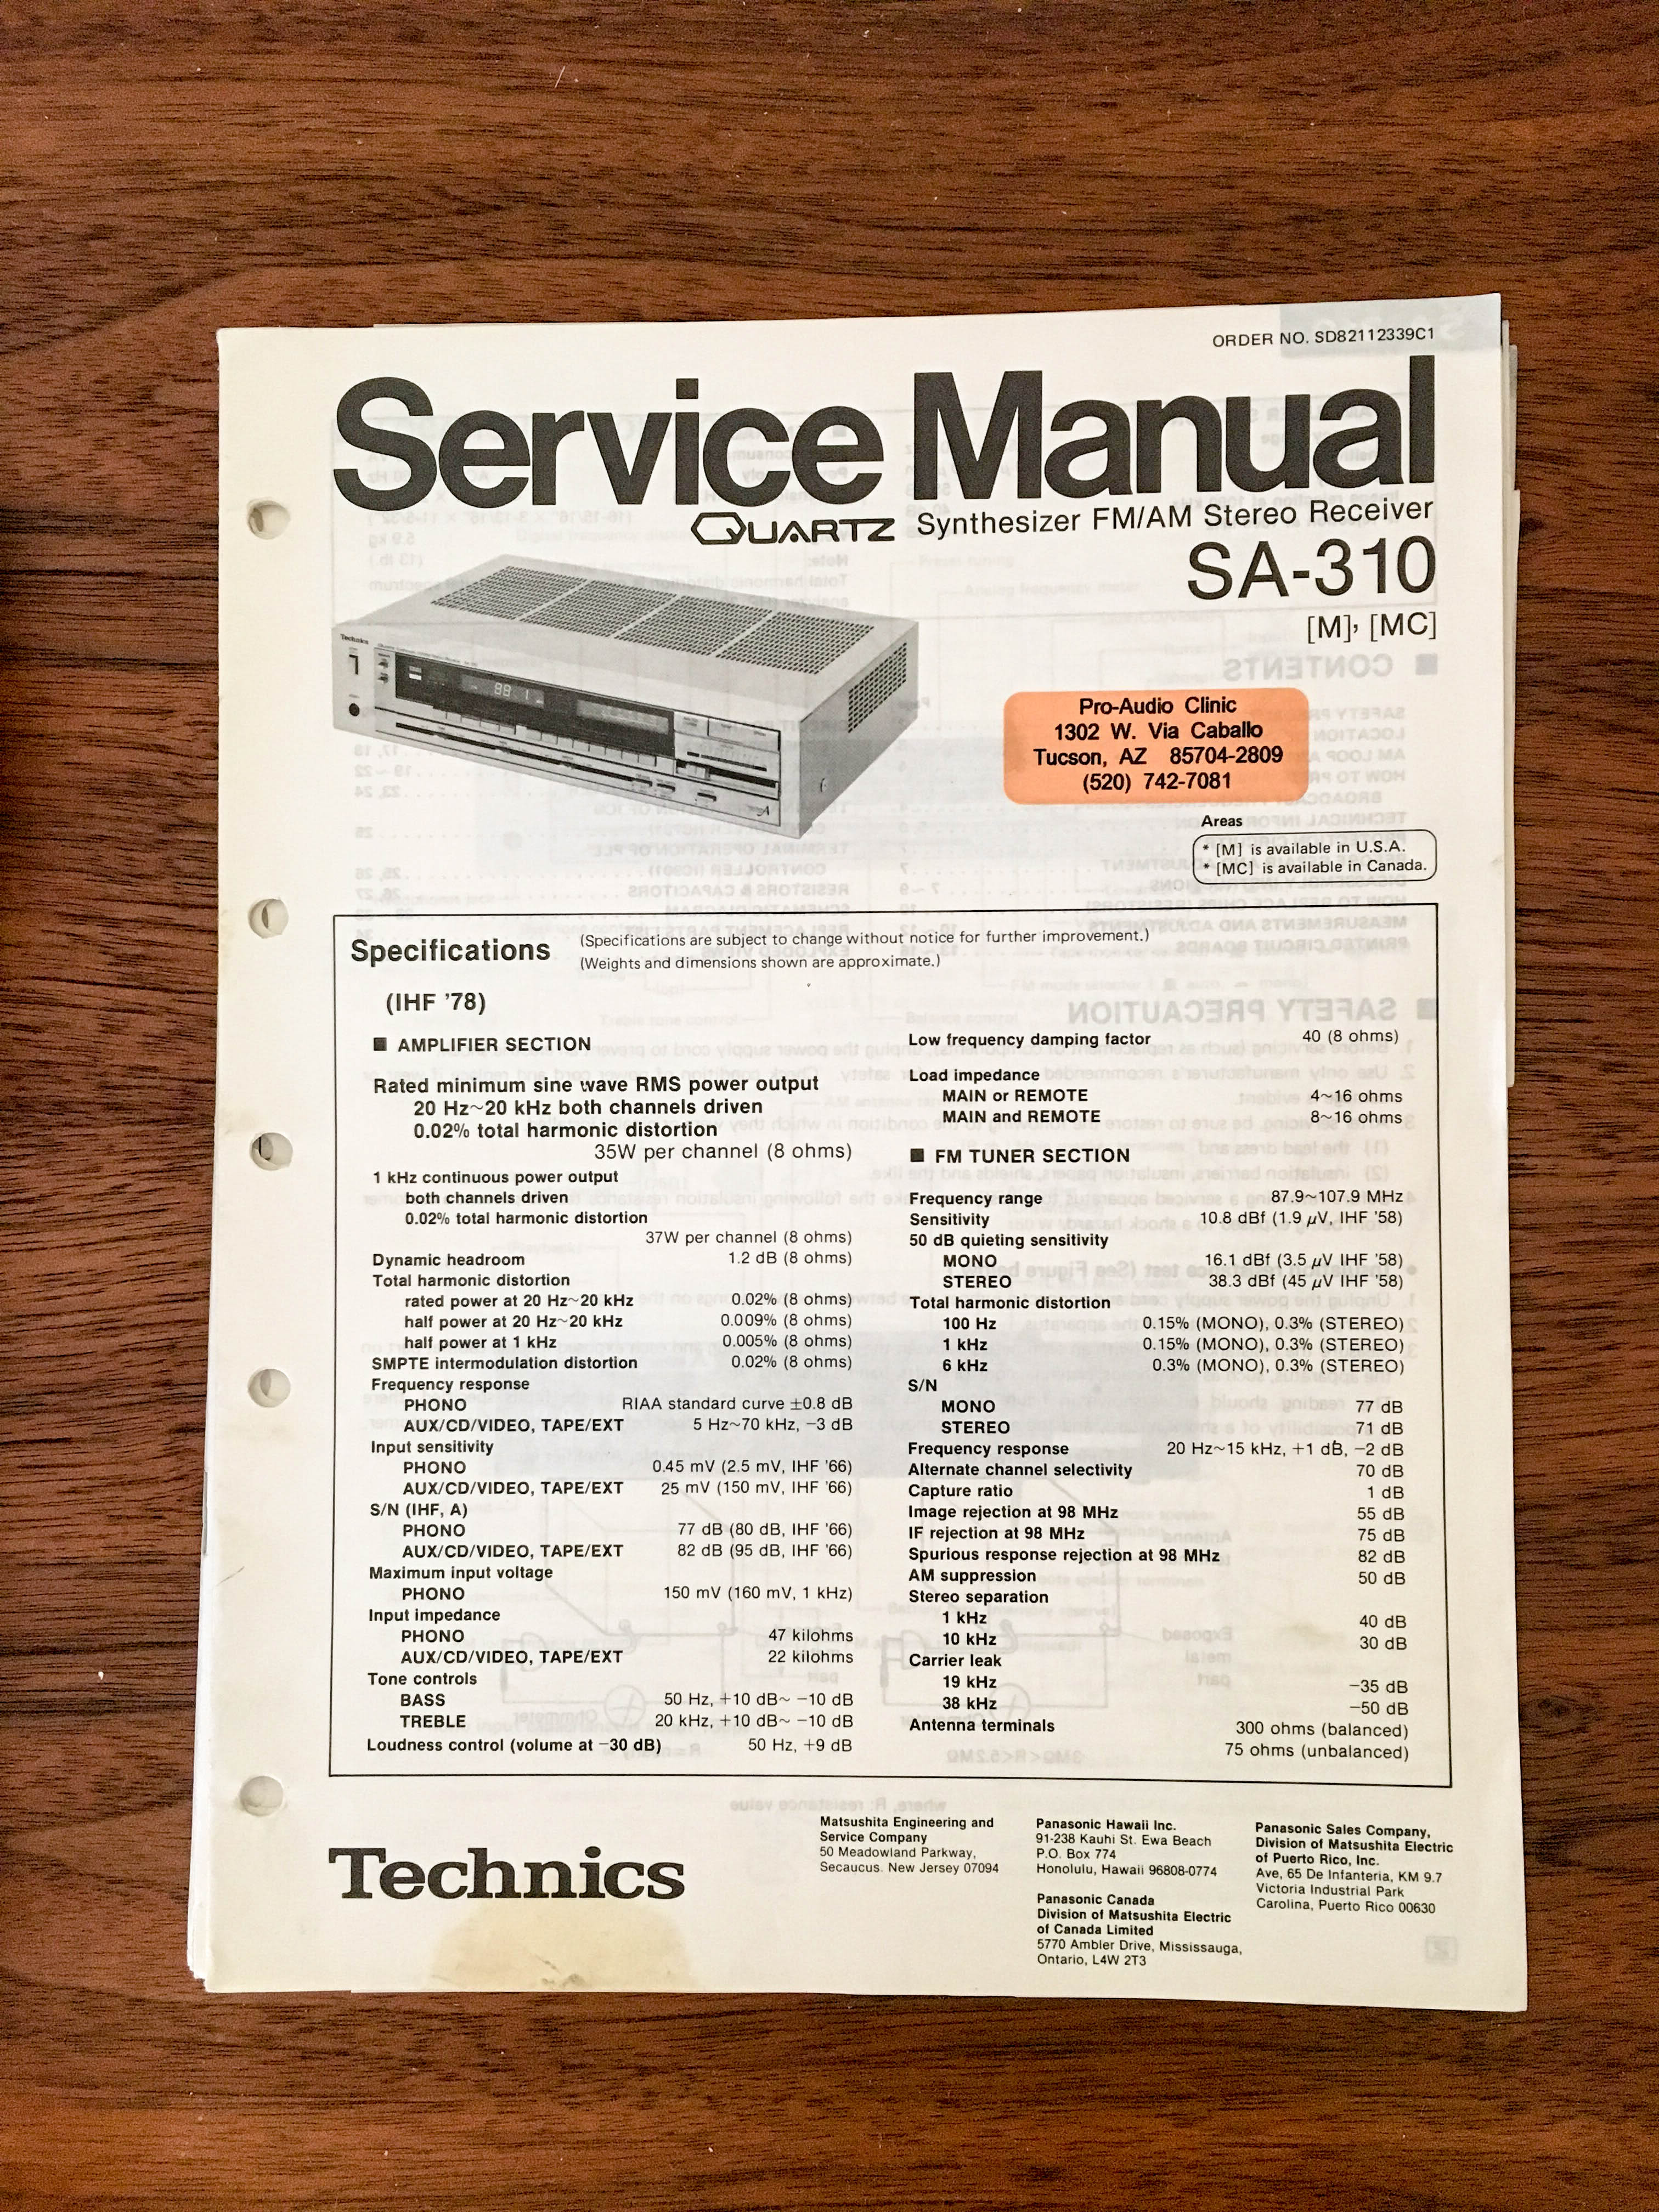 ORDER NO. SD82112339C1
Service Manual
QUARTZ Synthesizer FM/AM Stereo Receiver
SA-310
[M], [MC]
Technics
88.1
A
Pro-Audio Clinic
1302 W. Via Caballo
Tucson, AZ 85704-2809
(520) 742-7081
Areas
* [M] is available in U.S.A.
* [MC] is available in Canada.
Specifications
(Specifications are subject to change without notice for further improvement.)
(Weights and dimensions shown are approximate.)
(IHF '78)
■ AMPLIFIER SECTION
Rated minimum sine wave RMS power output
20 Hz~20 kHz both channels driven
0.02% total harmonic distortion
35W per channel (8 ohms)
1 kHz continuous power output
both channels driven
0.02% total harmonic distortion
37W per channel (8 ohms)
Dynamic headroom 1.2 dB (8 ohms)
Total harmonic distortion
rated power at 20 Hz~20 kHz 0.02% (8 ohms)
half power at 20 Hz~20 kHz 0.009% (8 ohms)
half power at 1 kHz 0.005% (8 ohms)
SMPTE intermodulation distortion 0.02% (8 ohms)
Frequency response
PHONO RIAA standard curve ±0.8 dB
AUX/CD/VIDEO, TAPE/EXT 5 Hz~70 kHz, −3 dB
Input sensitivity
PHONO 0.45 mV (2.5 mV, IHF '66)
AUX/CD/VIDEO, TAPE/EXT 25 mV (150 mV, IHF '66)
S/N (IHF, A)
PHONO 77 dB (80 dB, IHF '66)
AUX/CD/VIDEO, TAPE/EXT 82 dB (95 dB, IHF '66)
Maximum input voltage
PHONO 150 mV (160 mV, 1 kHz)
Input impedance
PHONO 47 kilohms
AUX/CD/VIDEO, TAPE/EXT 22 kilohms
Tone controls
BASS 50 Hz, +10 dB~ −10 dB
TREBLE 20 kHz, +10 dB~ −10 dB
Loudness control (volume at −30 dB) 50 Hz, +9 dB
Low frequency damping factor 40 (8 ohms)
Load impedance
MAIN or REMOTE 4~16 ohms
MAIN and REMOTE 8~16 ohms
■ FM TUNER SECTION
Frequency range 87.9~107.9 MHz
Sensitivity 10.8 dBf (1.9 µV, IHF '58)
50 dB quieting sensitivity
MONO 16.1 dBf (3.5 µV IHF '58)
STEREO 38.3 dBf (45 µV IHF '58)
Total harmonic distortion
100 Hz 0.15% (MONO), 0.3% (STEREO)
1 kHz 0.15% (MONO), 0.3% (STEREO)
6 kHz 0.3% (MONO), 0.3% (STEREO)
S/N
MONO 77 dB
STEREO 71 dB
Frequency response 20 Hz~15 kHz, +1 dB, −2 dB
Alternate channel selectivity 70 dB
Capture ratio 1 dB
Image rejection at 98 MHz 55 dB
IF rejection at 98 MHz 75 dB
Spurious response rejection at 98 MHz 82 dB
AM suppression 50 dB
Stereo separation
1 kHz 40 dB
10 kHz 30 dB
Carrier leak
19 kHz −35 dB
38 kHz −50 dB
Antenna terminals 300 ohms (balanced)
75 ohms (unbalanced)
Technics
Matsushita Engineering and
Service Company
50 Meadowland Parkway,
Secaucus. New Jersey 07094
Panasonic Hawaii Inc.
91-238 Kauhi St. Ewa Beach
P.O. Box 774
Honolulu, Hawaii 96808-0774
Panasonic Canada
Division of Matsushita Electric
of Canada Limited
5770 Ambler Drive, Mississauga,
Ontario, L4W 2T3
Panasonic Sales Company,
Division of Matsushita Electric
of Puerto Rico, Inc.
Ave, 65 De Infanteria, KM 9.7
Victoria Industrial Park
Carolina, Puerto Rico 00630